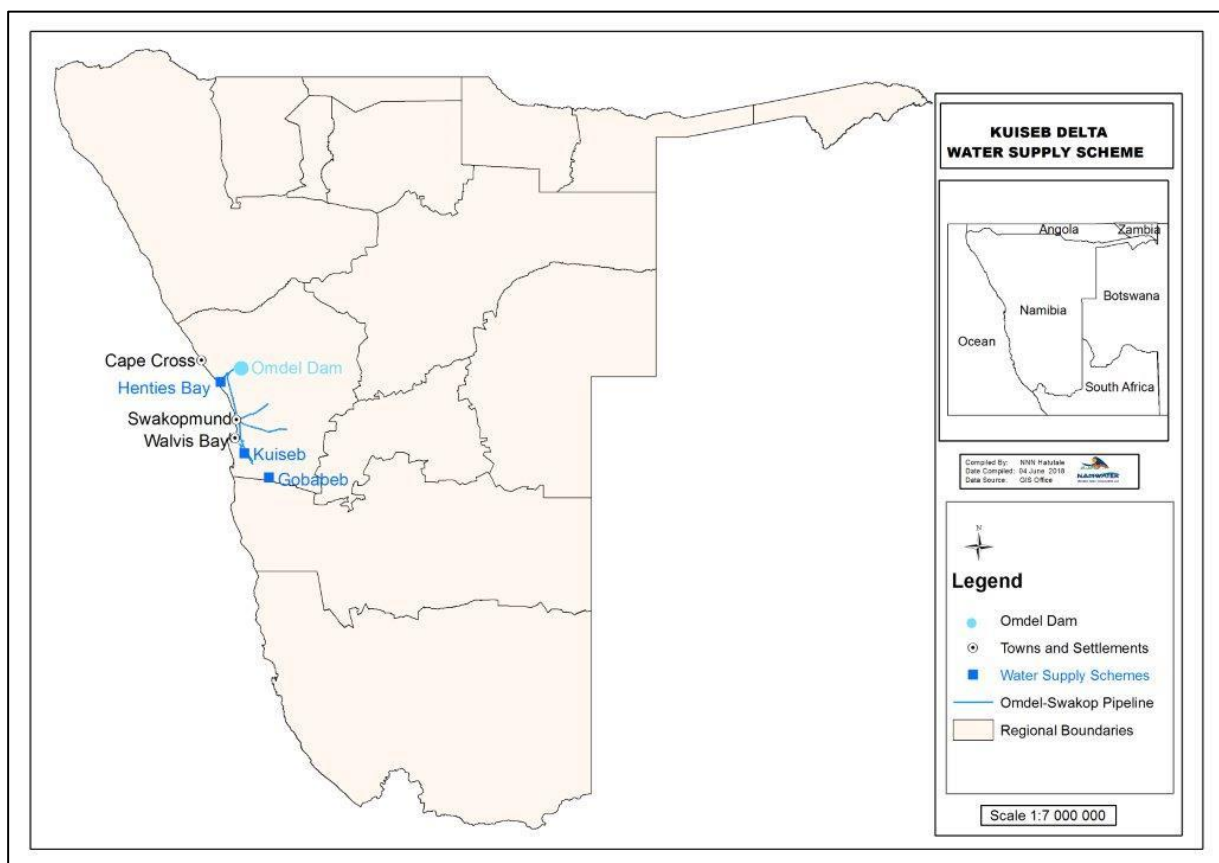 KUISEB DELTA
WATER SUPPLY SCHEME
Angola
Zambia
Namibia
Botswana
Ocean
South Africa
Compiled By: NNN Hatutale
Date Compiled: 04 June 2018
Data Source: GIS Office
NAMWATER
N
Legend
Omdel Dam
Towns and Settlements
Water Supply Schemes
Omdel-Swakop Pipeline
Regional Boundaries
Scale 1:7 000 000
Cape Cross
Omdel Dam
Henties Bay
Swakopmund
Walvis Bay
Kuiseb
Gobabeb